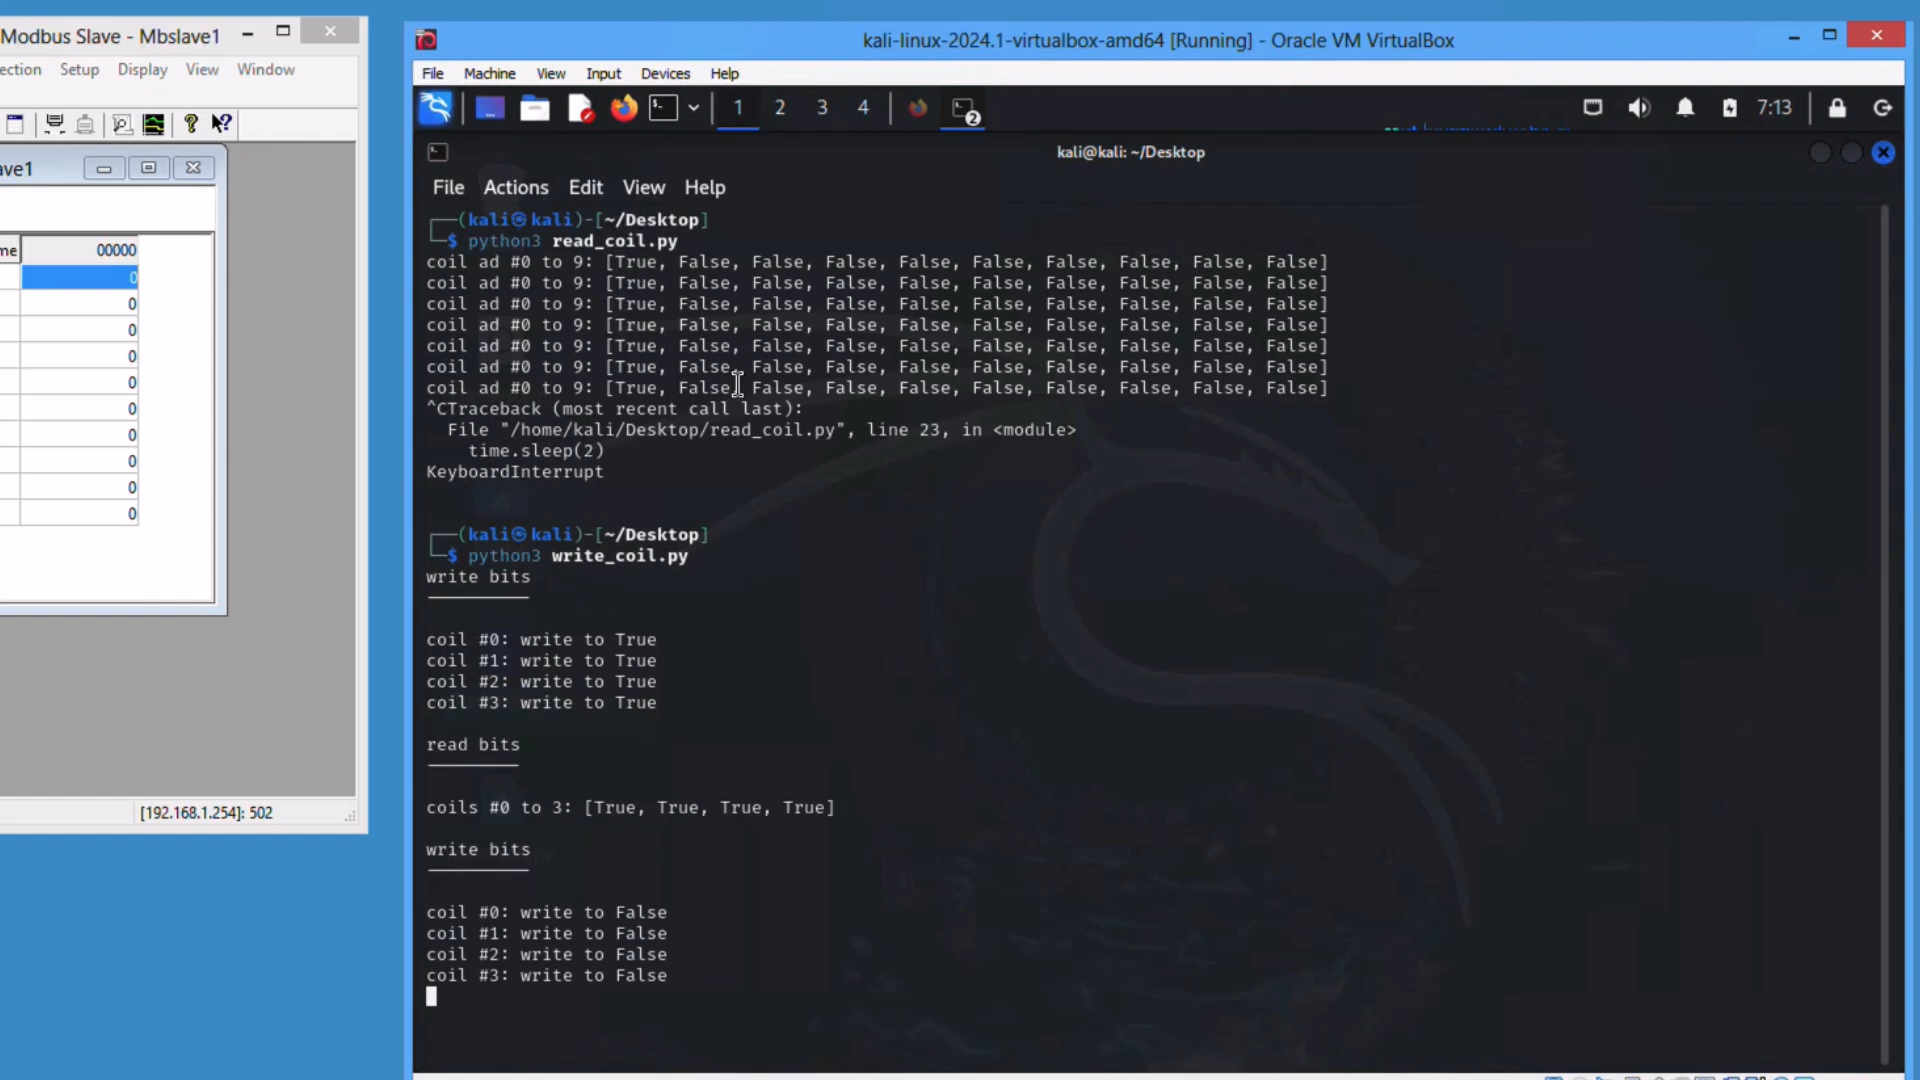 Modbus Slave - Mbslave1
ection Setup Display View Window
ave1
me 00000
0
0
0
0
0
0
0
0
0
0
[192.168.1.254]: 502
kali-linux-2024.1-virtualbox-amd64 [Running] - Oracle VM VirtualBox
File Machine View Input Devices Help
1 2 3 4 2 7:13
kali@kali: ~/Desktop
File Actions Edit View Help
┌──(kali㉿kali)-[~/Desktop]
└─$ python3 read_coil.py
coil ad #0 to 9: [True, False, False, False, False, False, False, False, False, False]
coil ad #0 to 9: [True, False, False, False, False, False, False, False, False, False]
coil ad #0 to 9: [True, False, False, False, False, False, False, False, False, False]
coil ad #0 to 9: [True, False, False, False, False, False, False, False, False, False]
coil ad #0 to 9: [True, False, False, False, False, False, False, False, False, False]
coil ad #0 to 9: [True, False, False, False, False, False, False, False, False, False]
coil ad #0 to 9: [True, False, False, False, False, False, False, False, False, False]
^CTraceback (most recent call last):
File "/home/kali/Desktop/read_coil.py", line 23, in <module>
time.sleep(2)
KeyboardInterrupt
┌──(kali㉿kali)-[~/Desktop]
└─$ python3 write_coil.py
write bits
----------
coil #0: write to True
coil #1: write to True
coil #2: write to True
coil #3: write to True
read bits
---------
coils #0 to 3: [True, True, True, True]
write bits
----------
coil #0: write to False
coil #1: write to False
coil #2: write to False
coil #3: write to False